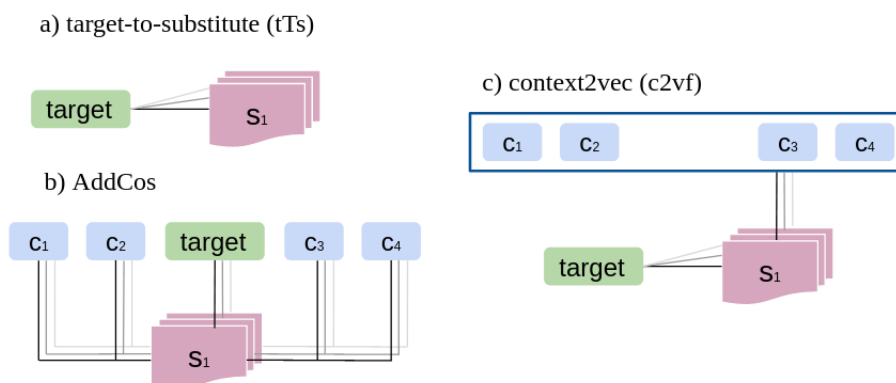 a) target-to-substitute (tTs)
target
s1
b) AddCos
c1 c2 target c3 c4
s1
c) context2vec (c2vf)
c1 c2 c3 c4
target
s1